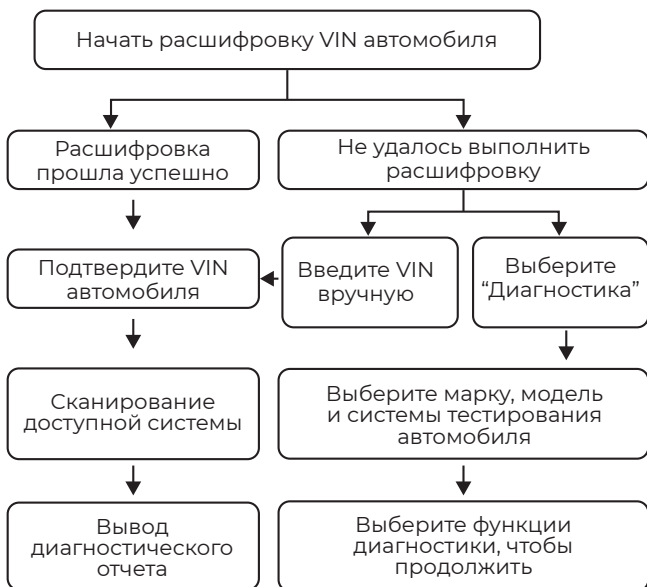 Начать расшифровку VIN автомобиля
Расшифровка
прошла успешно
Не удалось выполнить
расшифровку
Подтвердите VIN
автомобиля
Введите VIN
вручную
Выберите
“Диагностика”
Сканирование
доступной системы
Выберите марку, модель
и системы тестирования
автомобиля
Вывод
диагностического
отчета
Выберите функции
диагностики, чтобы
продолжить